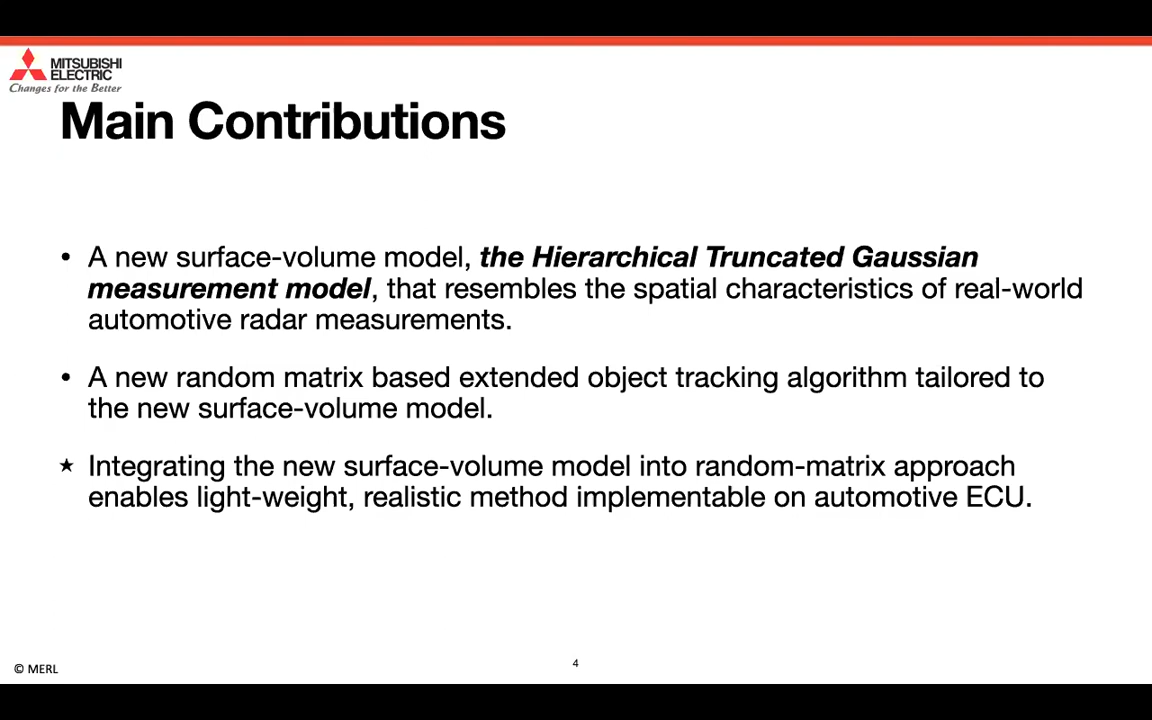 MITSUBISHI
ELECTRIC
Changes for the Better
Main Contributions
• A new surface-volume model, the Hierarchical Truncated Gaussian
measurement model, that resembles the spatial characteristics of real-world
automotive radar measurements.
• A new random matrix based extended object tracking algorithm tailored to
the new surface-volume model.
★ Integrating the new surface-volume model into random-matrix approach
enables light-weight, realistic method implementable on automotive ECU.
© MERL
4